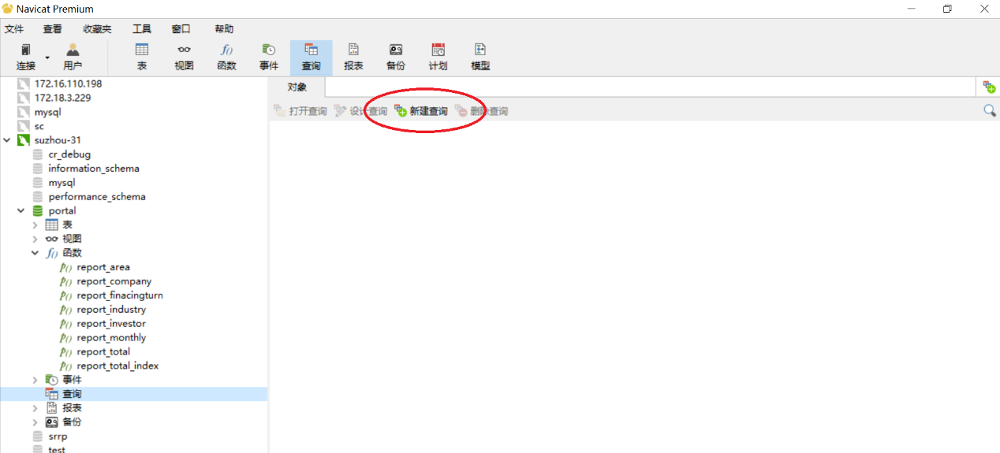 Navicat Premium
文件 查看 收藏夹 工具 窗口 帮助
连接 用户 表 视图 函数 事件 查询 报表 备份 计划 模型
172.16.110.198
172.18.3.229
mysql
sc
suzhou-31
cr_debug
information_schema
mysql
performance_schema
portal
表
视图
函数
report_area
report_company
report_finacingturn
report_industry
report_investor
report_monthly
report_total
report_total_index
事件
查询
报表
备份
srrp
test
对象
打开查询 设计查询 新建查询 删除查询